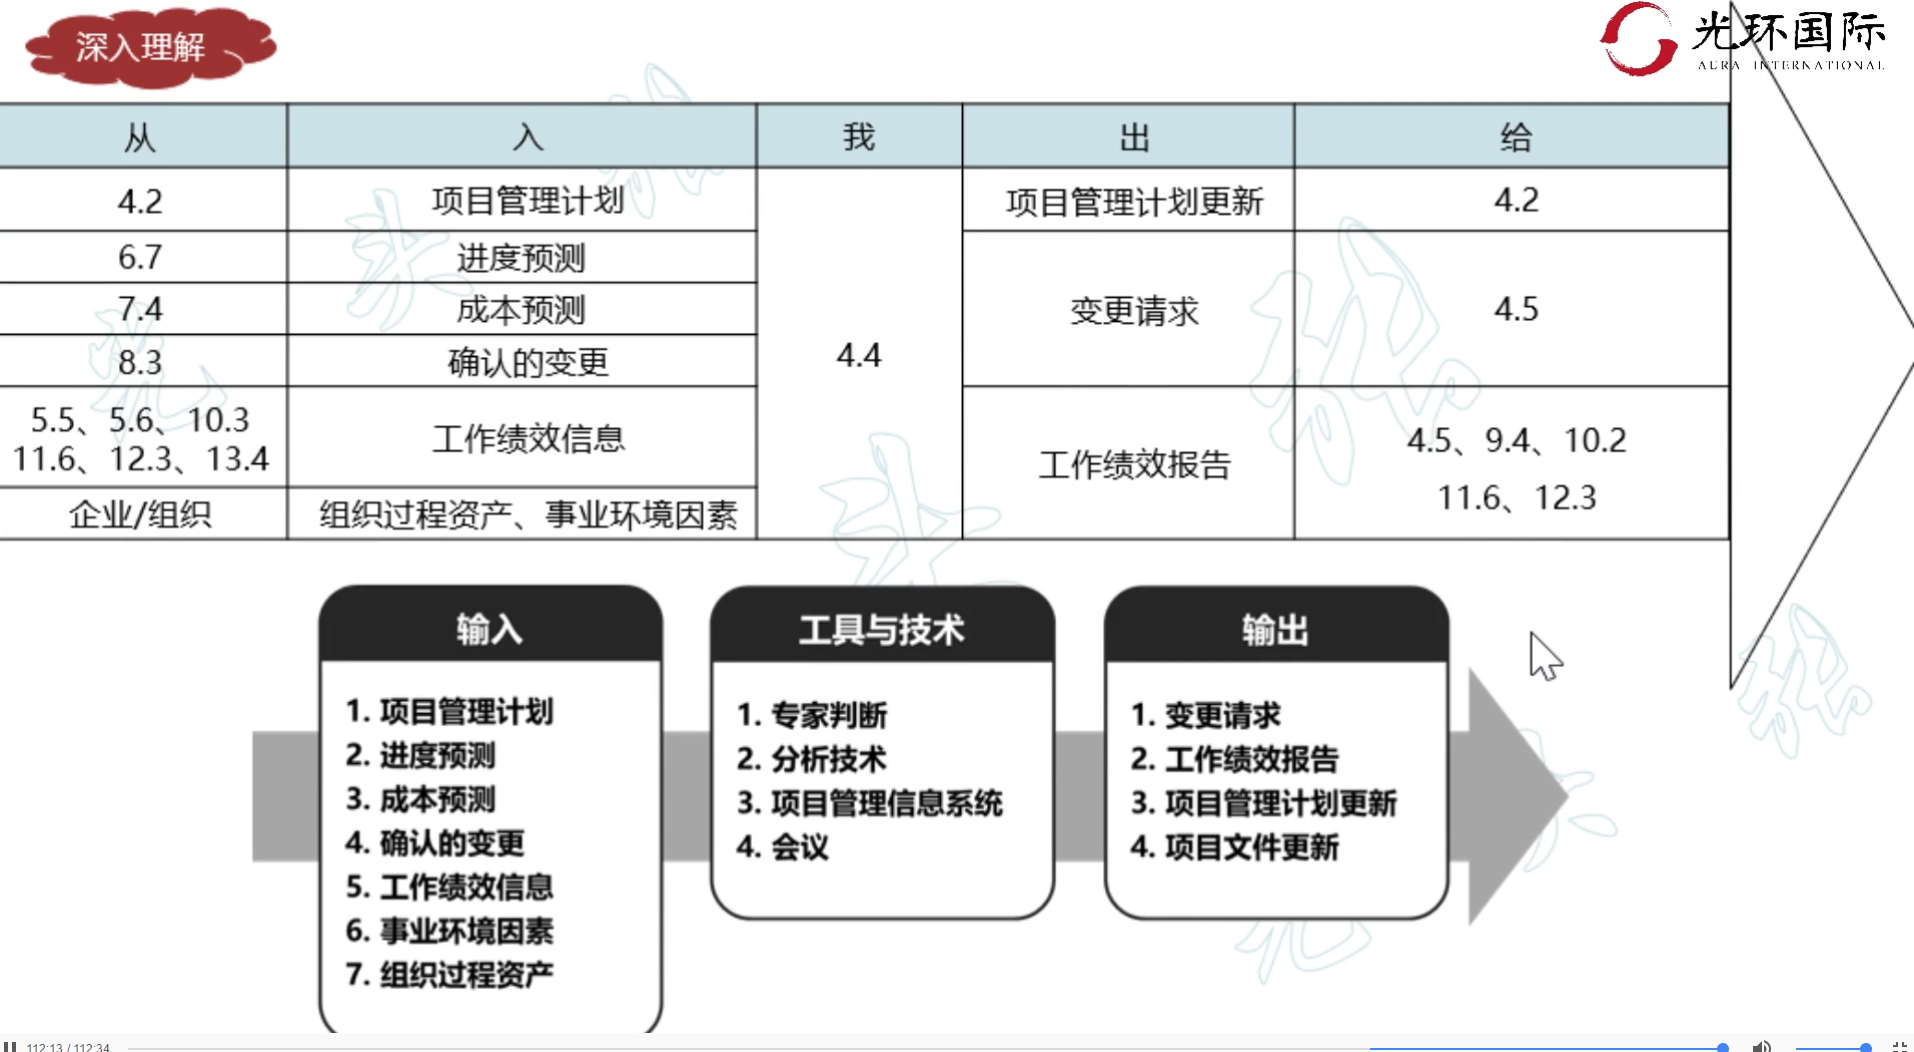 深入理解
光环国际
AURA INTERNATIONAL
从 入 我 出 给
4.2 项目管理计划 项目管理计划更新 4.2
6.7 进度预测
7.4 成本预测 变更请求 4.5
8.3 确认的变更
4.4
5.5、5.6、10.3
11.6、12.3、13.4
工作绩效信息
工作绩效报告
4.5、9.4、10.2
11.6、12.3
企业/组织 组织过程资产、事业环境因素
输入
1. 项目管理计划
2. 进度预测
3. 成本预测
4. 确认的变更
5. 工作绩效信息
6. 事业环境因素
7. 组织过程资产
工具与技术
1. 专家判断
2. 分析技术
3. 项目管理信息系统
4. 会议
输出
1. 变更请求
2. 工作绩效报告
3. 项目管理计划更新
4. 项目文件更新
112:13 / 112:34